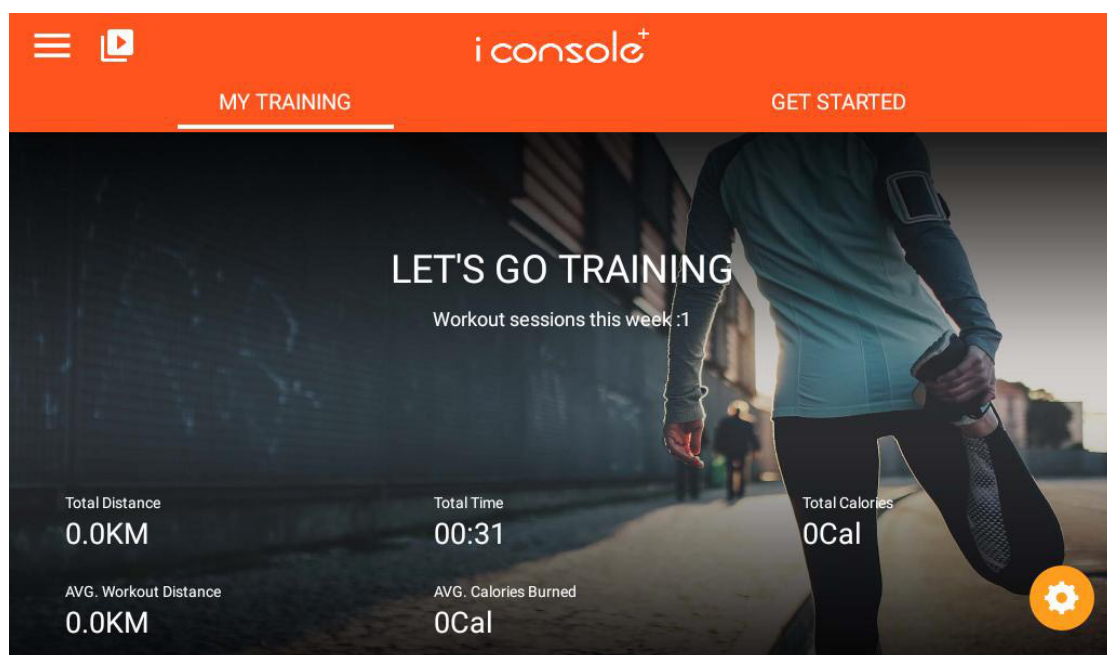 i console+
MY TRAINING
GET STARTED
LET'S GO TRAINING
Workout sessions this week :1
Total Distance
0.0KM
Total Time
00:31
Total Calories
0Cal
AVG. Workout Distance
0.0KM
AVG. Calories Burned
0Cal